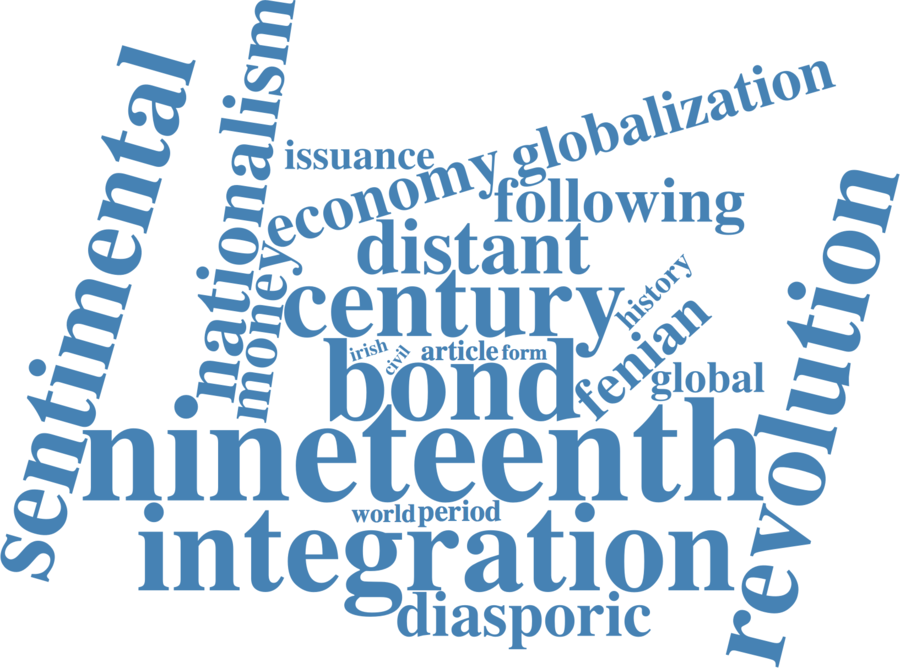 sentimental
nationalism
issuance
economy
globalization
following
money
distant
century
history
irish
civil
article
form
bond
fenian
global
revolution
nineteenth
world
period
integration
diasporic